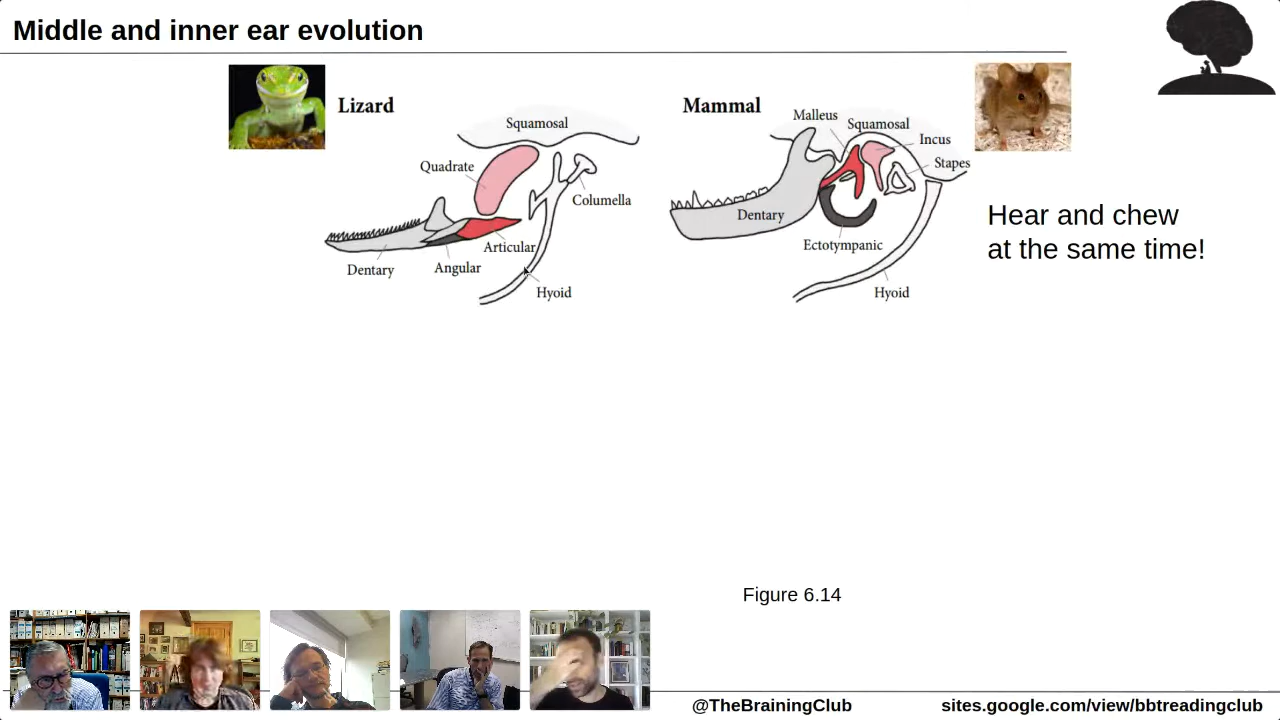 Middle and inner ear evolution
Lizard
Squamosal
Quadrate
Columella
Articular
Dentary
Angular
Hyoid
Mammal
Malleus
Squamosal
Incus
Stapes
Dentary
Ectotympanic
Hyoid
Hear and chew
at the same time!
Figure 6.14
@TheBrainingClub
sites.google.com/view/bbtreadingclub